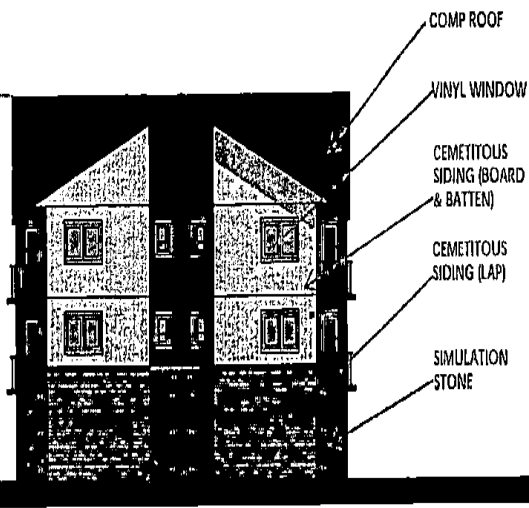 COMP ROOF
VINYL WINDOW
CEMETITOUS
SIDING (BOARD
& BATTEN)
CEMETITOUS
SIDING (LAP)
SIMULATION
STONE